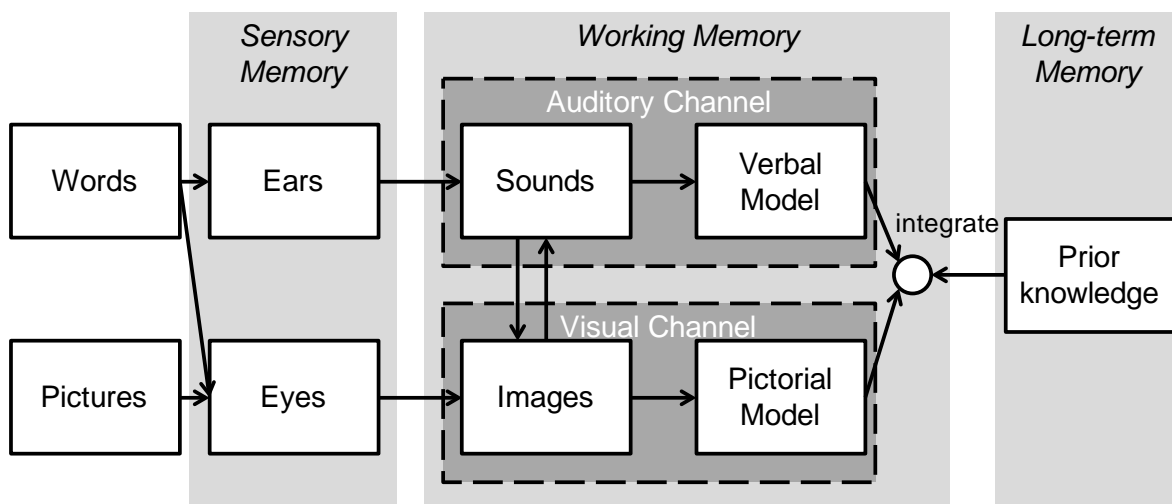 Sensory
Memory
Working Memory
Long-term
Memory
Auditory Channel
Words
Ears
Sounds
Verbal
Model
integrate
Prior
knowledge
Visual Channel
Pictures
Eyes
Images
Pictorial
Model